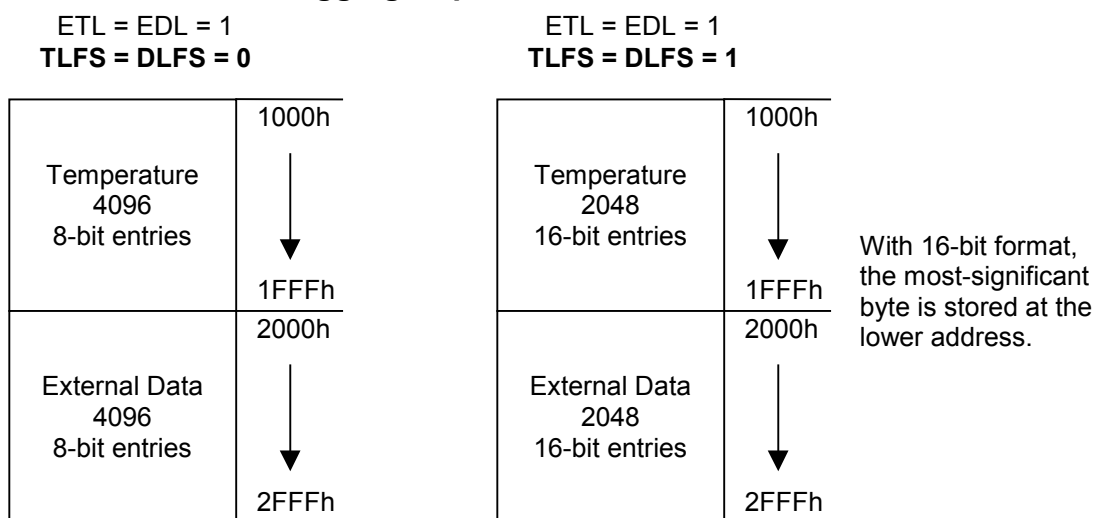 ETL = EDL = 1
TLFS = DLFS = 0
1000h
Temperature
4096
8-bit entries
1FFFh
2000h
External Data
4096
8-bit entries
2FFFh
ETL = EDL = 1
TLFS = DLFS = 1
1000h
Temperature
2048
16-bit entries
1FFFh
2000h
External Data
2048
16-bit entries
2FFFh
With 16-bit format,
the most-significant
byte is stored at the
lower address.